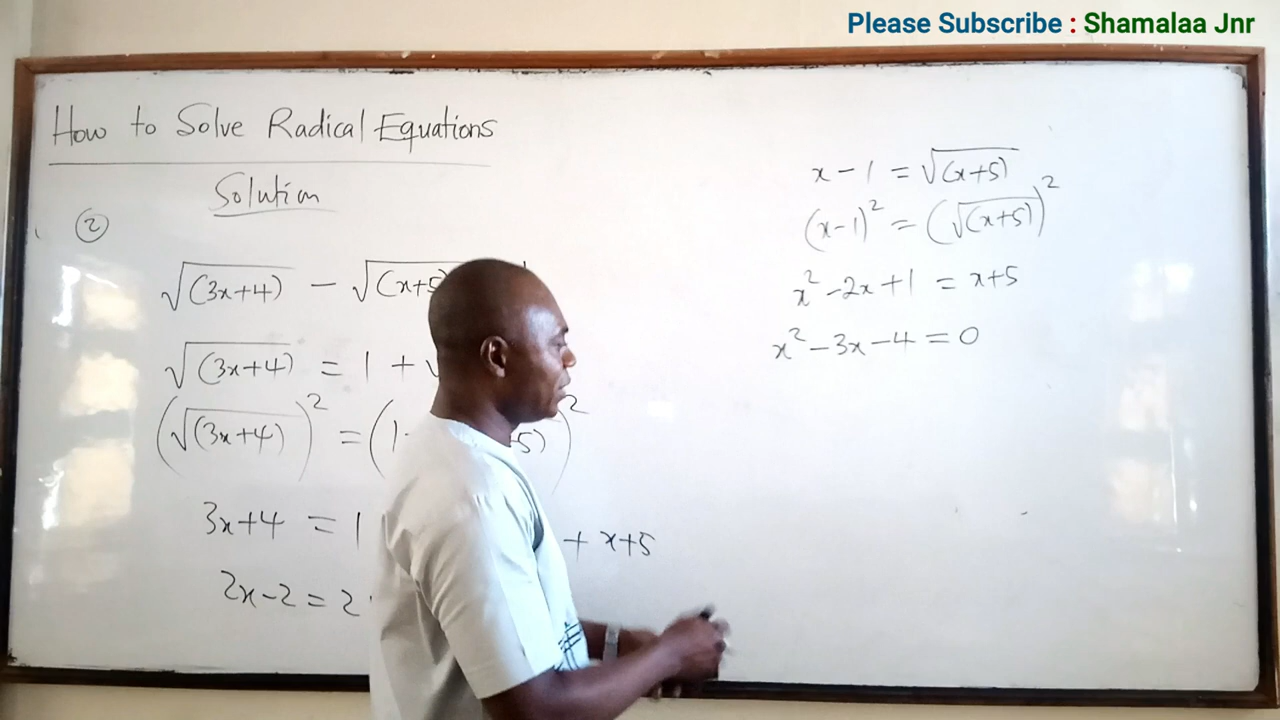 Please Subscribe : Shamalaa Jnr
How to Solve Radical Equations
Solution
②
√(3x+4) − √(x+5
√(3x+4) = 1 +
(√(3x+4))² = (1 5))²
3x+4 = 1 + x+5
2x−2 = 2
x−1 = √(x+5)
(x−1)² = (√(x+5))²
x²−2x+1 = x+5
x²−3x−4=0